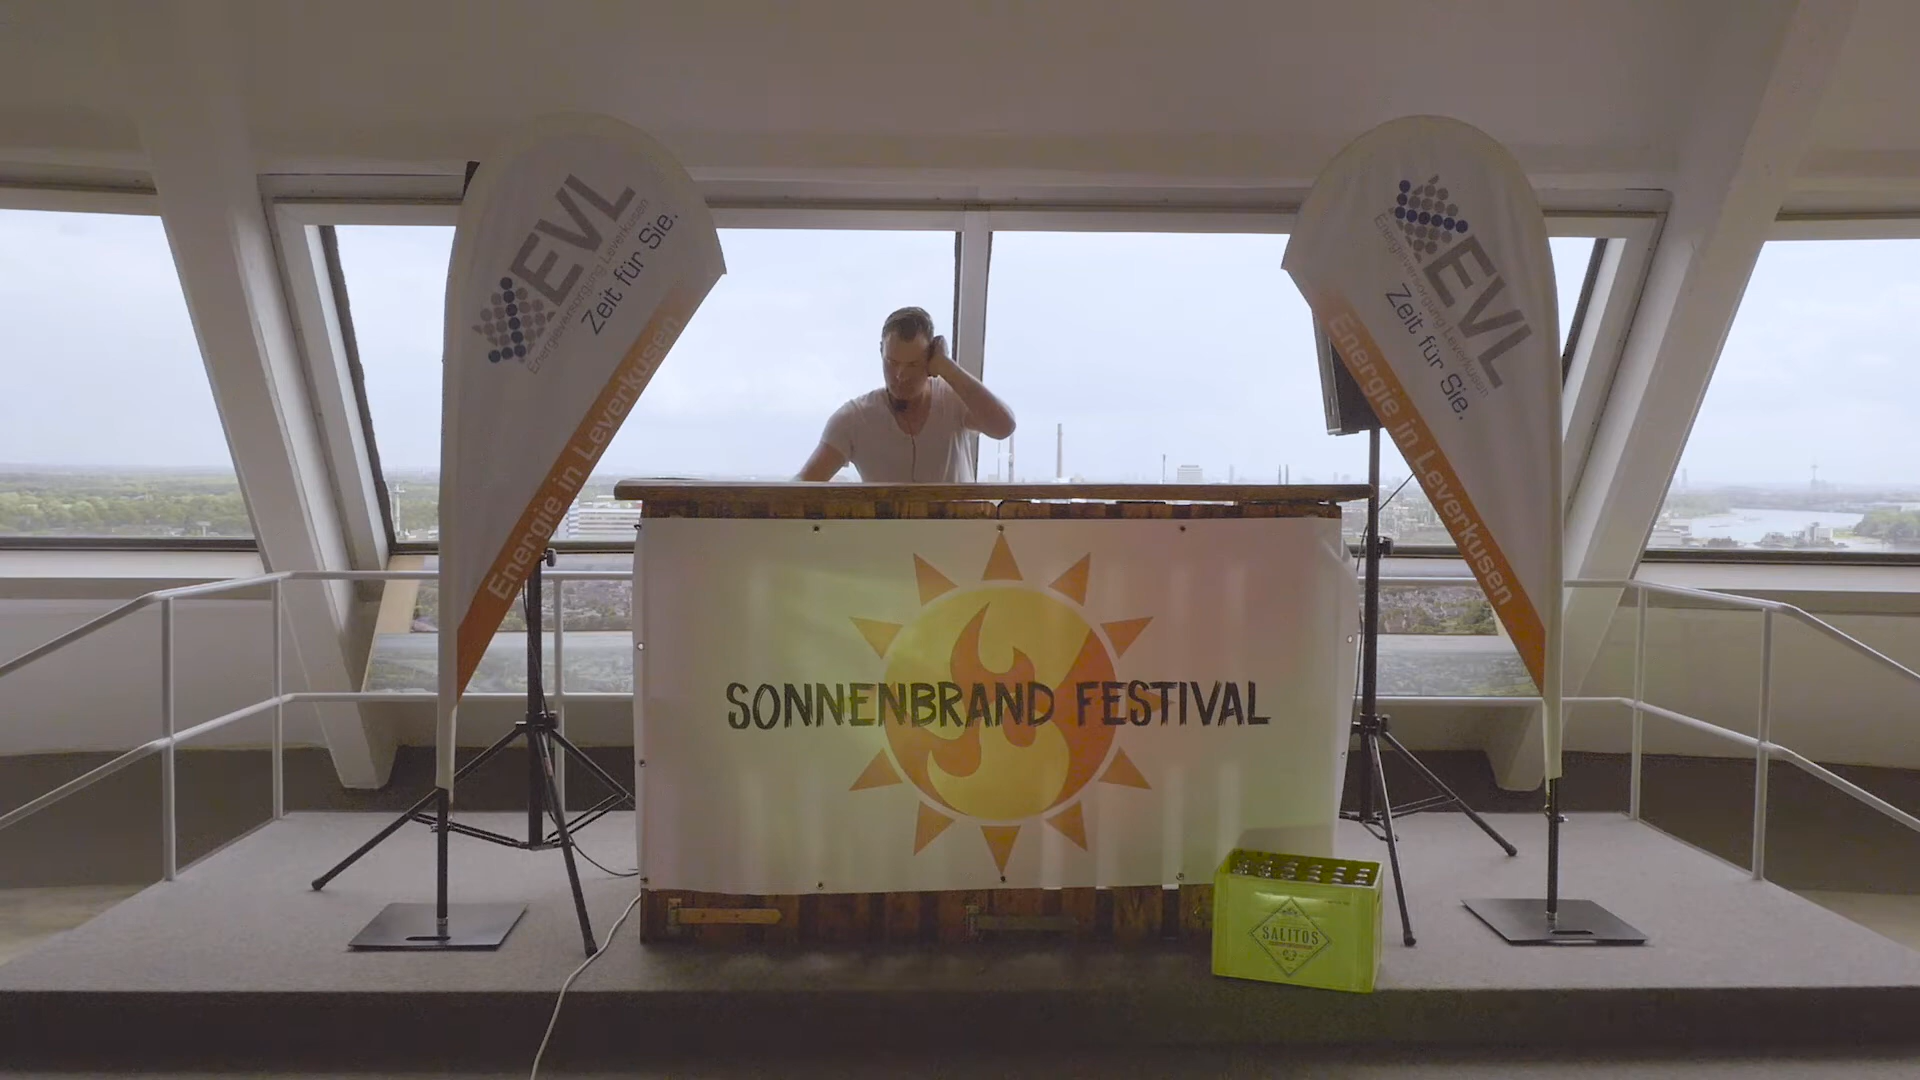 EVL
Energieversorgung Leverkusen
Zeit für Sie.
Energie in Leverkusen
EVL
Energieversorgung Leverkusen
Zeit für Sie.
Energie in Leverkusen
SONNENBRAND FESTIVAL
SALITOS